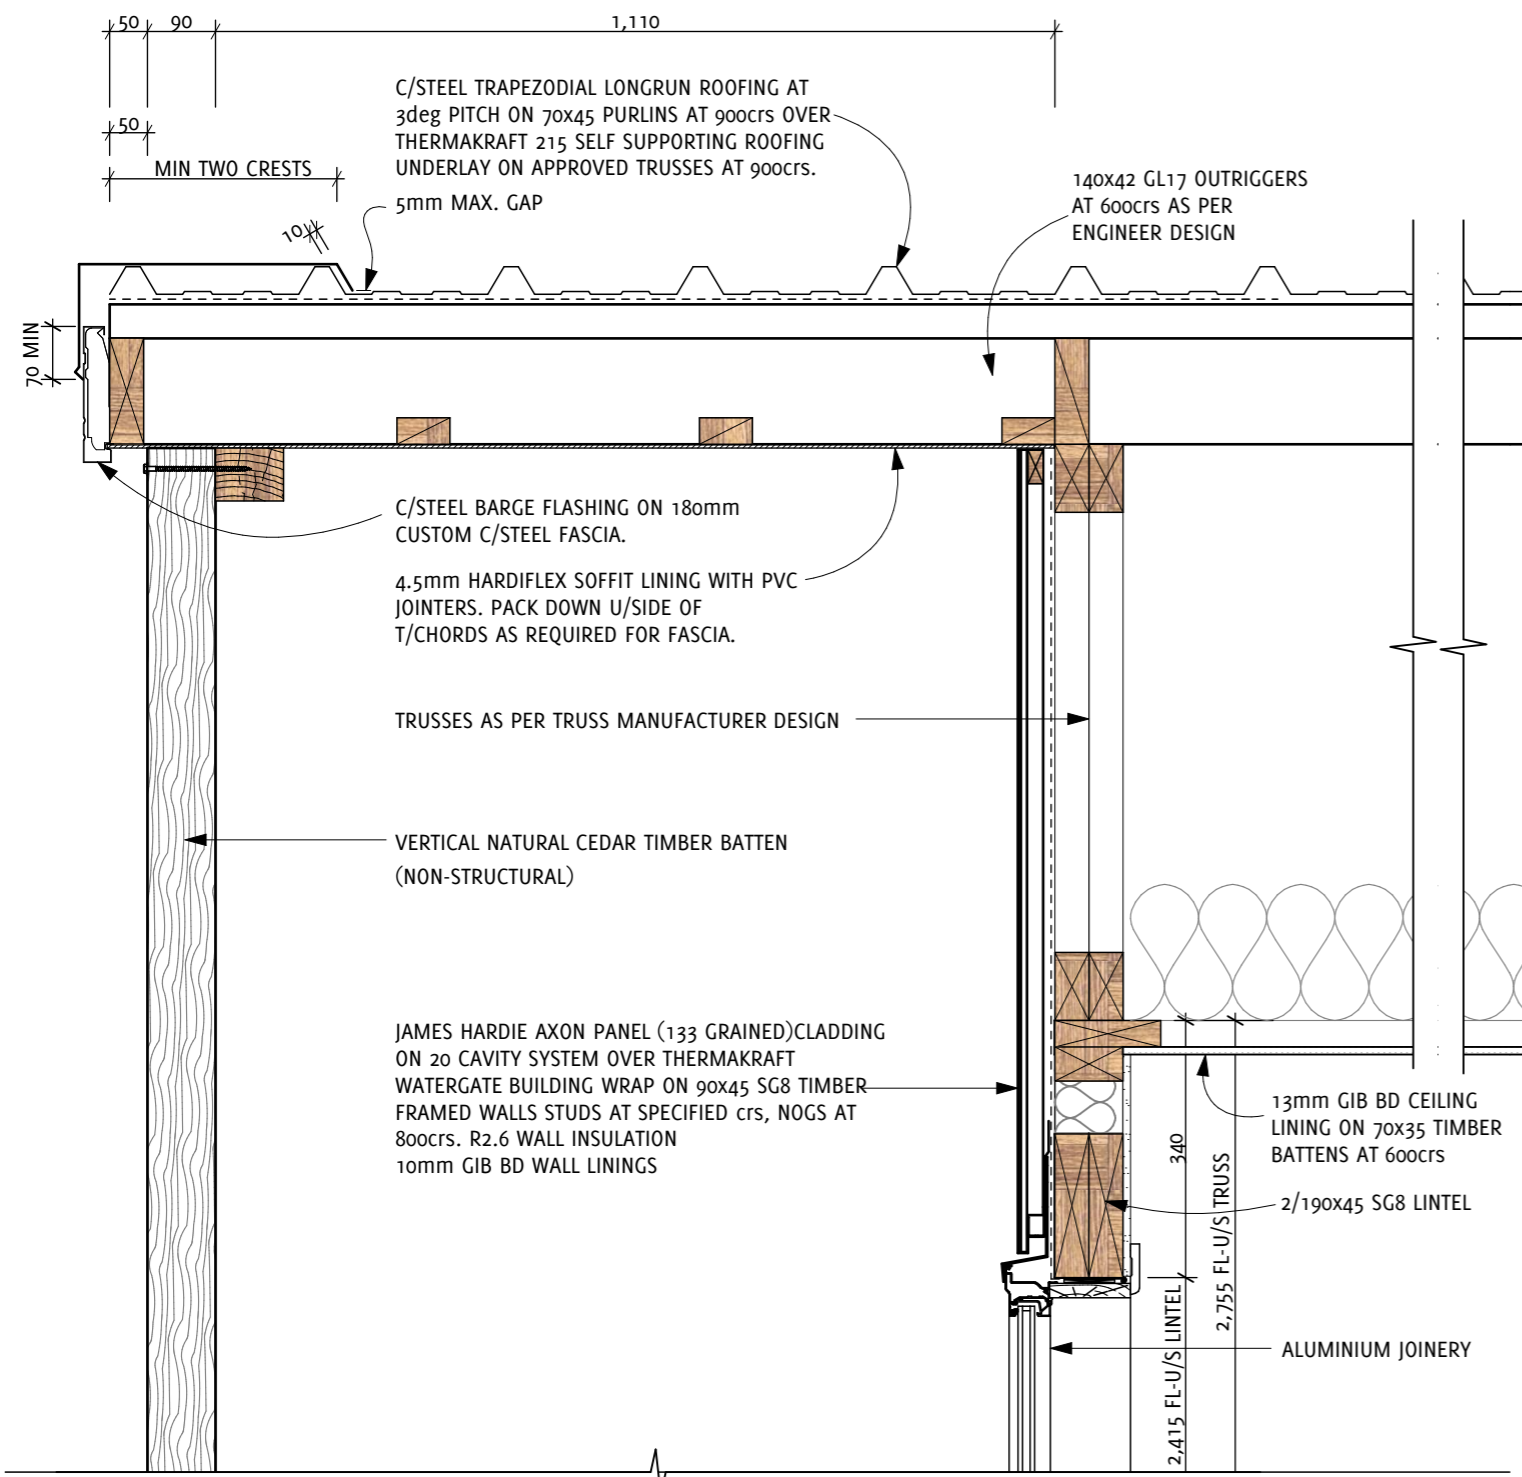 50 90 1,110
C/STEEL TRAPEZODIAL LONGRUN ROOFING AT
3deg PITCH ON 70x45 PURLINS AT 900crs OVER
THERMAKRAFT 215 SELF SUPPORTING ROOFING
UNDERLAY ON APPROVED TRUSSES AT 900crs.
50
MIN TWO CRESTS
5mm MAX. GAP
10
140x42 GL17 OUTRIGGERS
AT 600crs AS PER
ENGINEER DESIGN
70 MIN
C/STEEL BARGE FLASHING ON 180mm
CUSTOM C/STEEL FASCIA.
4.5mm HARDIFLEX SOFFIT LINING WITH PVC
JOINTERS. PACK DOWN U/SIDE OF
T/CHORDS AS REQUIRED FOR FASCIA.
TRUSSES AS PER TRUSS MANUFACTURER DESIGN
VERTICAL NATURAL CEDAR TIMBER BATTEN
(NON-STRUCTURAL)
JAMES HARDIE AXON PANEL (133 GRAINED)CLADDING
ON 20 CAVITY SYSTEM OVER THERMAKRAFT
WATERGATE BUILDING WRAP ON 90x45 SG8 TIMBER
FRAMED WALLS STUDS AT SPECIFIED crs, NOGS AT
800crs. R2.6 WALL INSULATION
10mm GIB BD WALL LININGS
13mm GIB BD CEILING
LINING ON 70x35 TIMBER
BATTENS AT 600crs
340
2,755 FL-U/S TRUSS
2/190x45 SG8 LINTEL
2,415 FL-U/S LINTEL
ALUMINIUM JOINERY